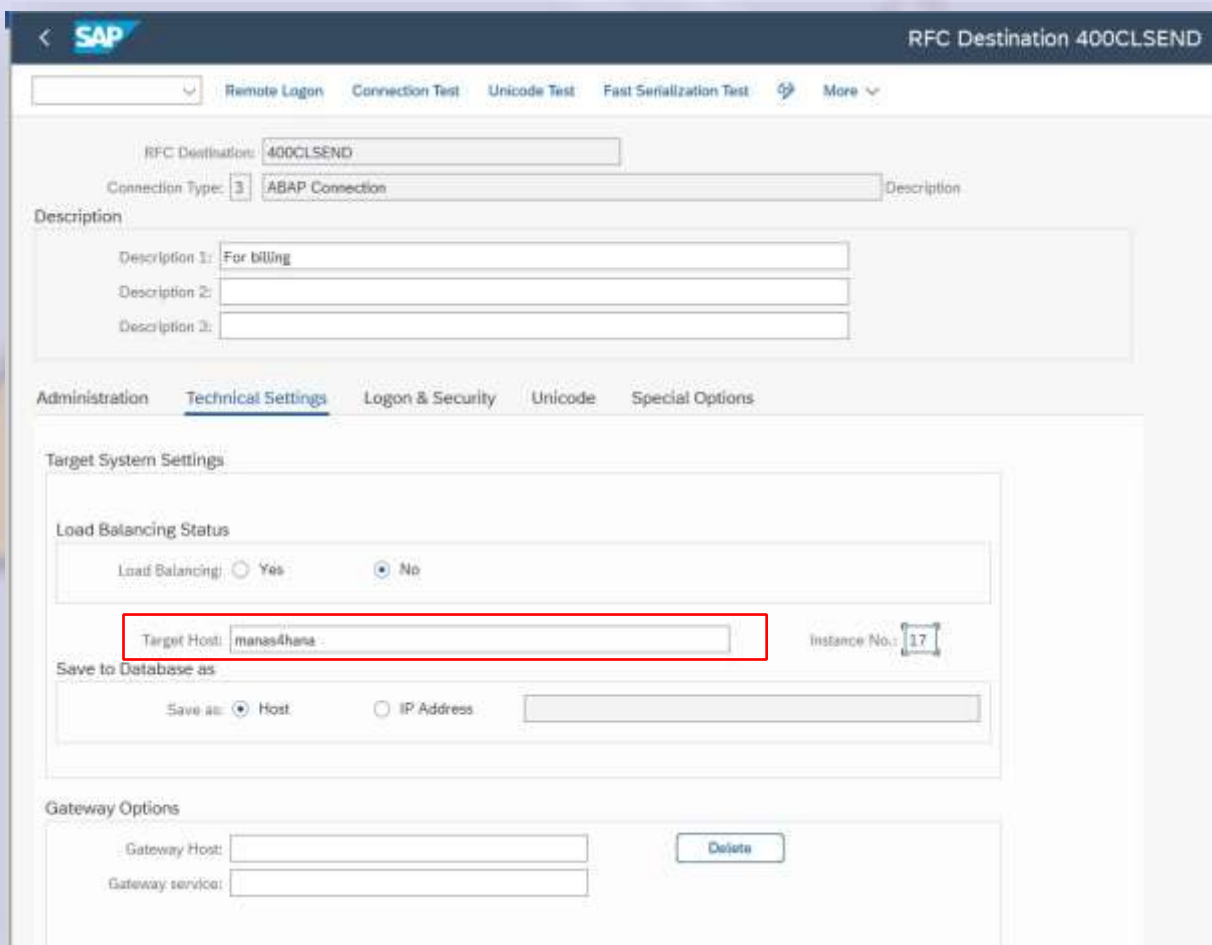 SAP
RFC Destination 400CLSEND
Remote Logon Connection Test Unicode Test Fast Serialization Test More
RFC Destination: 400CLSEND
Connection Type: 3 ABAP Connection Description
Description
Description 1: For billing
Description 2:
Description 3:
Administration Technical Settings Logon & Security Unicode Special Options
Target System Settings
Load Balancing Status
Load Balancing: Yes No
Target Host: manas4hana Instance No.: 17
Save to Database as
Save as: Host IP Address
Gateway Options
Gateway Host: Delete
Gateway service: